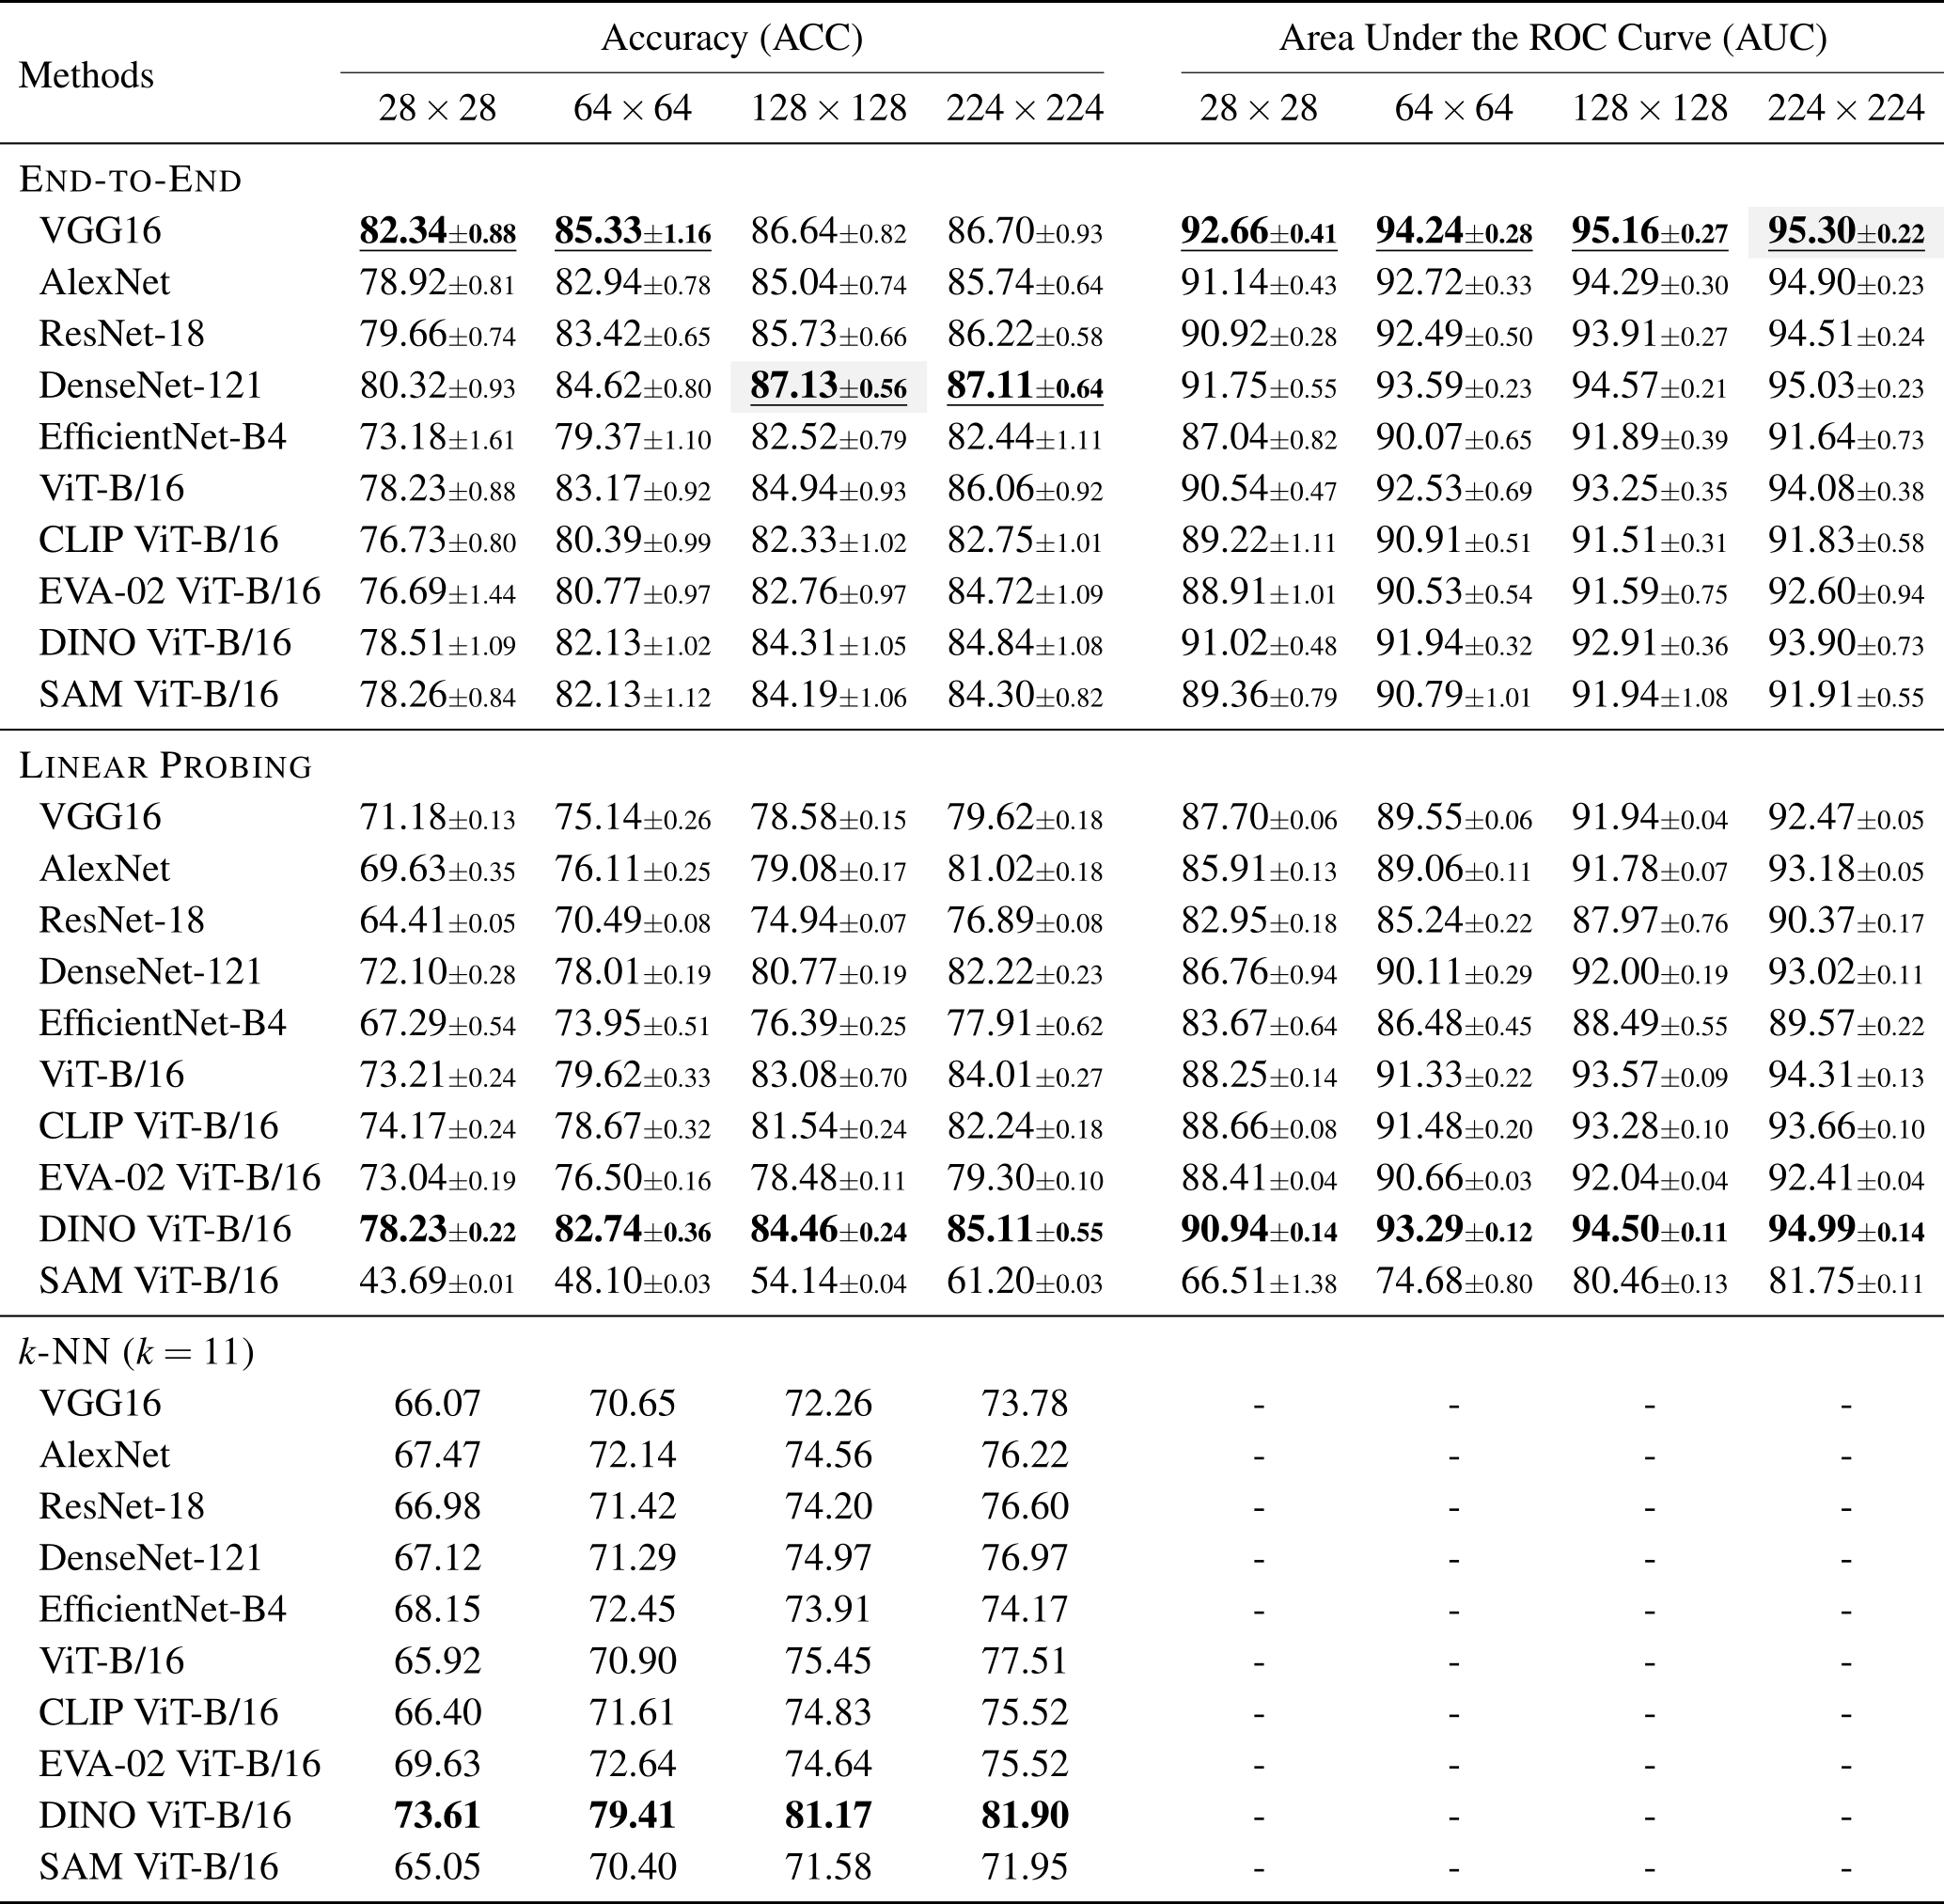 Accuracy (ACC) Area Under the ROC Curve (AUC)
Methods
28 × 28 64 × 64 128 × 128 224 × 224 28 × 28 64 × 64 128 × 128 224 × 224
END-TO-END
VGG16 82.34±0.88 85.33±1.16 86.64±0.82 86.70±0.93 92.66±0.41 94.24±0.28 95.16±0.27 95.30±0.22
AlexNet 78.92±0.81 82.94±0.78 85.04±0.74 85.74±0.64 91.14±0.43 92.72±0.33 94.29±0.30 94.90±0.23
ResNet-18 79.66±0.74 83.42±0.65 85.73±0.66 86.22±0.58 90.92±0.28 92.49±0.50 93.91±0.27 94.51±0.24
DenseNet-121 80.32±0.93 84.62±0.80 87.13±0.56 87.11±0.64 91.75±0.55 93.59±0.23 94.57±0.21 95.03±0.23
EfficientNet-B4 73.18±1.61 79.37±1.10 82.52±0.79 82.44±1.11 87.04±0.82 90.07±0.65 91.89±0.39 91.64±0.73
ViT-B/16 78.23±0.88 83.17±0.92 84.94±0.93 86.06±0.92 90.54±0.47 92.53±0.69 93.25±0.35 94.08±0.38
CLIP ViT-B/16 76.73±0.80 80.39±0.99 82.33±1.02 82.75±1.01 89.22±1.11 90.91±0.51 91.51±0.31 91.83±0.58
EVA-02 ViT-B/16 76.69±1.44 80.77±0.97 82.76±0.97 84.72±1.09 88.91±1.01 90.53±0.54 91.59±0.75 92.60±0.94
DINO ViT-B/16 78.51±1.09 82.13±1.02 84.31±1.05 84.84±1.08 91.02±0.48 91.94±0.32 92.91±0.36 93.90±0.73
SAM ViT-B/16 78.26±0.84 82.13±1.12 84.19±1.06 84.30±0.82 89.36±0.79 90.79±1.01 91.94±1.08 91.91±0.55
LINEAR PROBING
VGG16 71.18±0.13 75.14±0.26 78.58±0.15 79.62±0.18 87.70±0.06 89.55±0.06 91.94±0.04 92.47±0.05
AlexNet 69.63±0.35 76.11±0.25 79.08±0.17 81.02±0.18 85.91±0.13 89.06±0.11 91.78±0.07 93.18±0.05
ResNet-18 64.41±0.05 70.49±0.08 74.94±0.07 76.89±0.08 82.95±0.18 85.24±0.22 87.97±0.76 90.37±0.17
DenseNet-121 72.10±0.28 78.01±0.19 80.77±0.19 82.22±0.23 86.76±0.94 90.11±0.29 92.00±0.19 93.02±0.11
EfficientNet-B4 67.29±0.54 73.95±0.51 76.39±0.25 77.91±0.62 83.67±0.64 86.48±0.45 88.49±0.55 89.57±0.22
ViT-B/16 73.21±0.24 79.62±0.33 83.08±0.70 84.01±0.27 88.25±0.14 91.33±0.22 93.57±0.09 94.31±0.13
CLIP ViT-B/16 74.17±0.24 78.67±0.32 81.54±0.24 82.24±0.18 88.66±0.08 91.48±0.20 93.28±0.10 93.66±0.10
EVA-02 ViT-B/16 73.04±0.19 76.50±0.16 78.48±0.11 79.30±0.10 88.41±0.04 90.66±0.03 92.04±0.04 92.41±0.04
DINO ViT-B/16 78.23±0.22 82.74±0.36 84.46±0.24 85.11±0.55 90.94±0.14 93.29±0.12 94.50±0.11 94.99±0.14
SAM ViT-B/16 43.69±0.01 48.10±0.03 54.14±0.04 61.20±0.03 66.51±1.38 74.68±0.80 80.46±0.13 81.75±0.11
k-NN (k = 11)
VGG16 66.07 70.65 72.26 73.78 - - - -
AlexNet 67.47 72.14 74.56 76.22 - - - -
ResNet-18 66.98 71.42 74.20 76.60 - - - -
DenseNet-121 67.12 71.29 74.97 76.97 - - - -
EfficientNet-B4 68.15 72.45 73.91 74.17 - - - -
ViT-B/16 65.92 70.90 75.45 77.51 - - - -
CLIP ViT-B/16 66.40 71.61 74.83 75.52 - - - -
EVA-02 ViT-B/16 69.63 72.64 74.64 75.52 - - - -
DINO ViT-B/16 73.61 79.41 81.17 81.90 - - - -
SAM ViT-B/16 65.05 70.40 71.58 71.95 - - - -